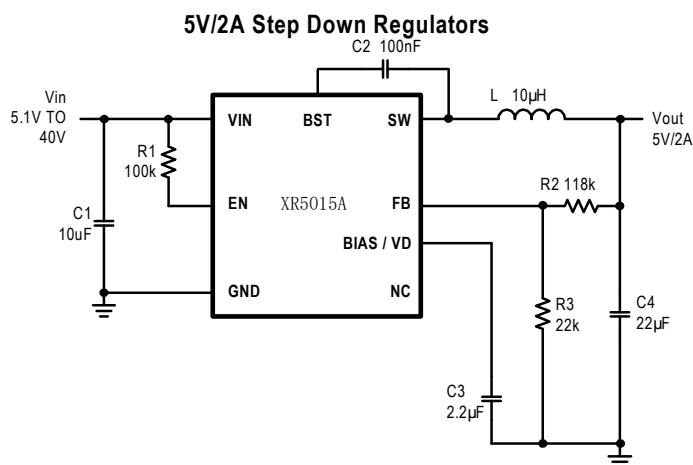 5V/2A Step Down Regulators
C2 100nF
Vin
5.1V TO
40V
VIN
BST
SW
L 10µH
Vout
5V/2A
R1
100k
R2 118k
EN
XR5015A
FB
C1
10uF
BIAS / VD
GND
NC
R3
22k
C4
22µF
C3
2.2µF